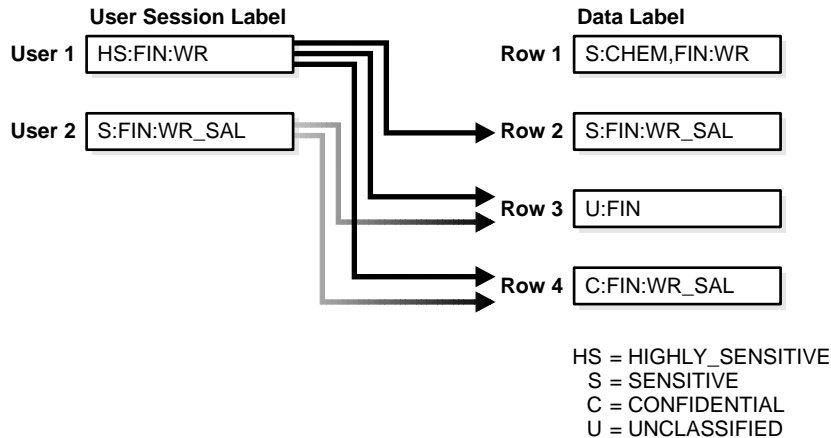 User Session Label
Data Label
User 1 HS:FIN:WR
Row 1 S:CHEM,FIN:WR
User 2 S:FIN:WR_SAL
Row 2 S:FIN:WR_SAL
Row 3 U:FIN
Row 4 C:FIN:WR_SAL
HS = HIGHLY_SENSITIVE
S = SENSITIVE
C = CONFIDENTIAL
U = UNCLASSIFIED